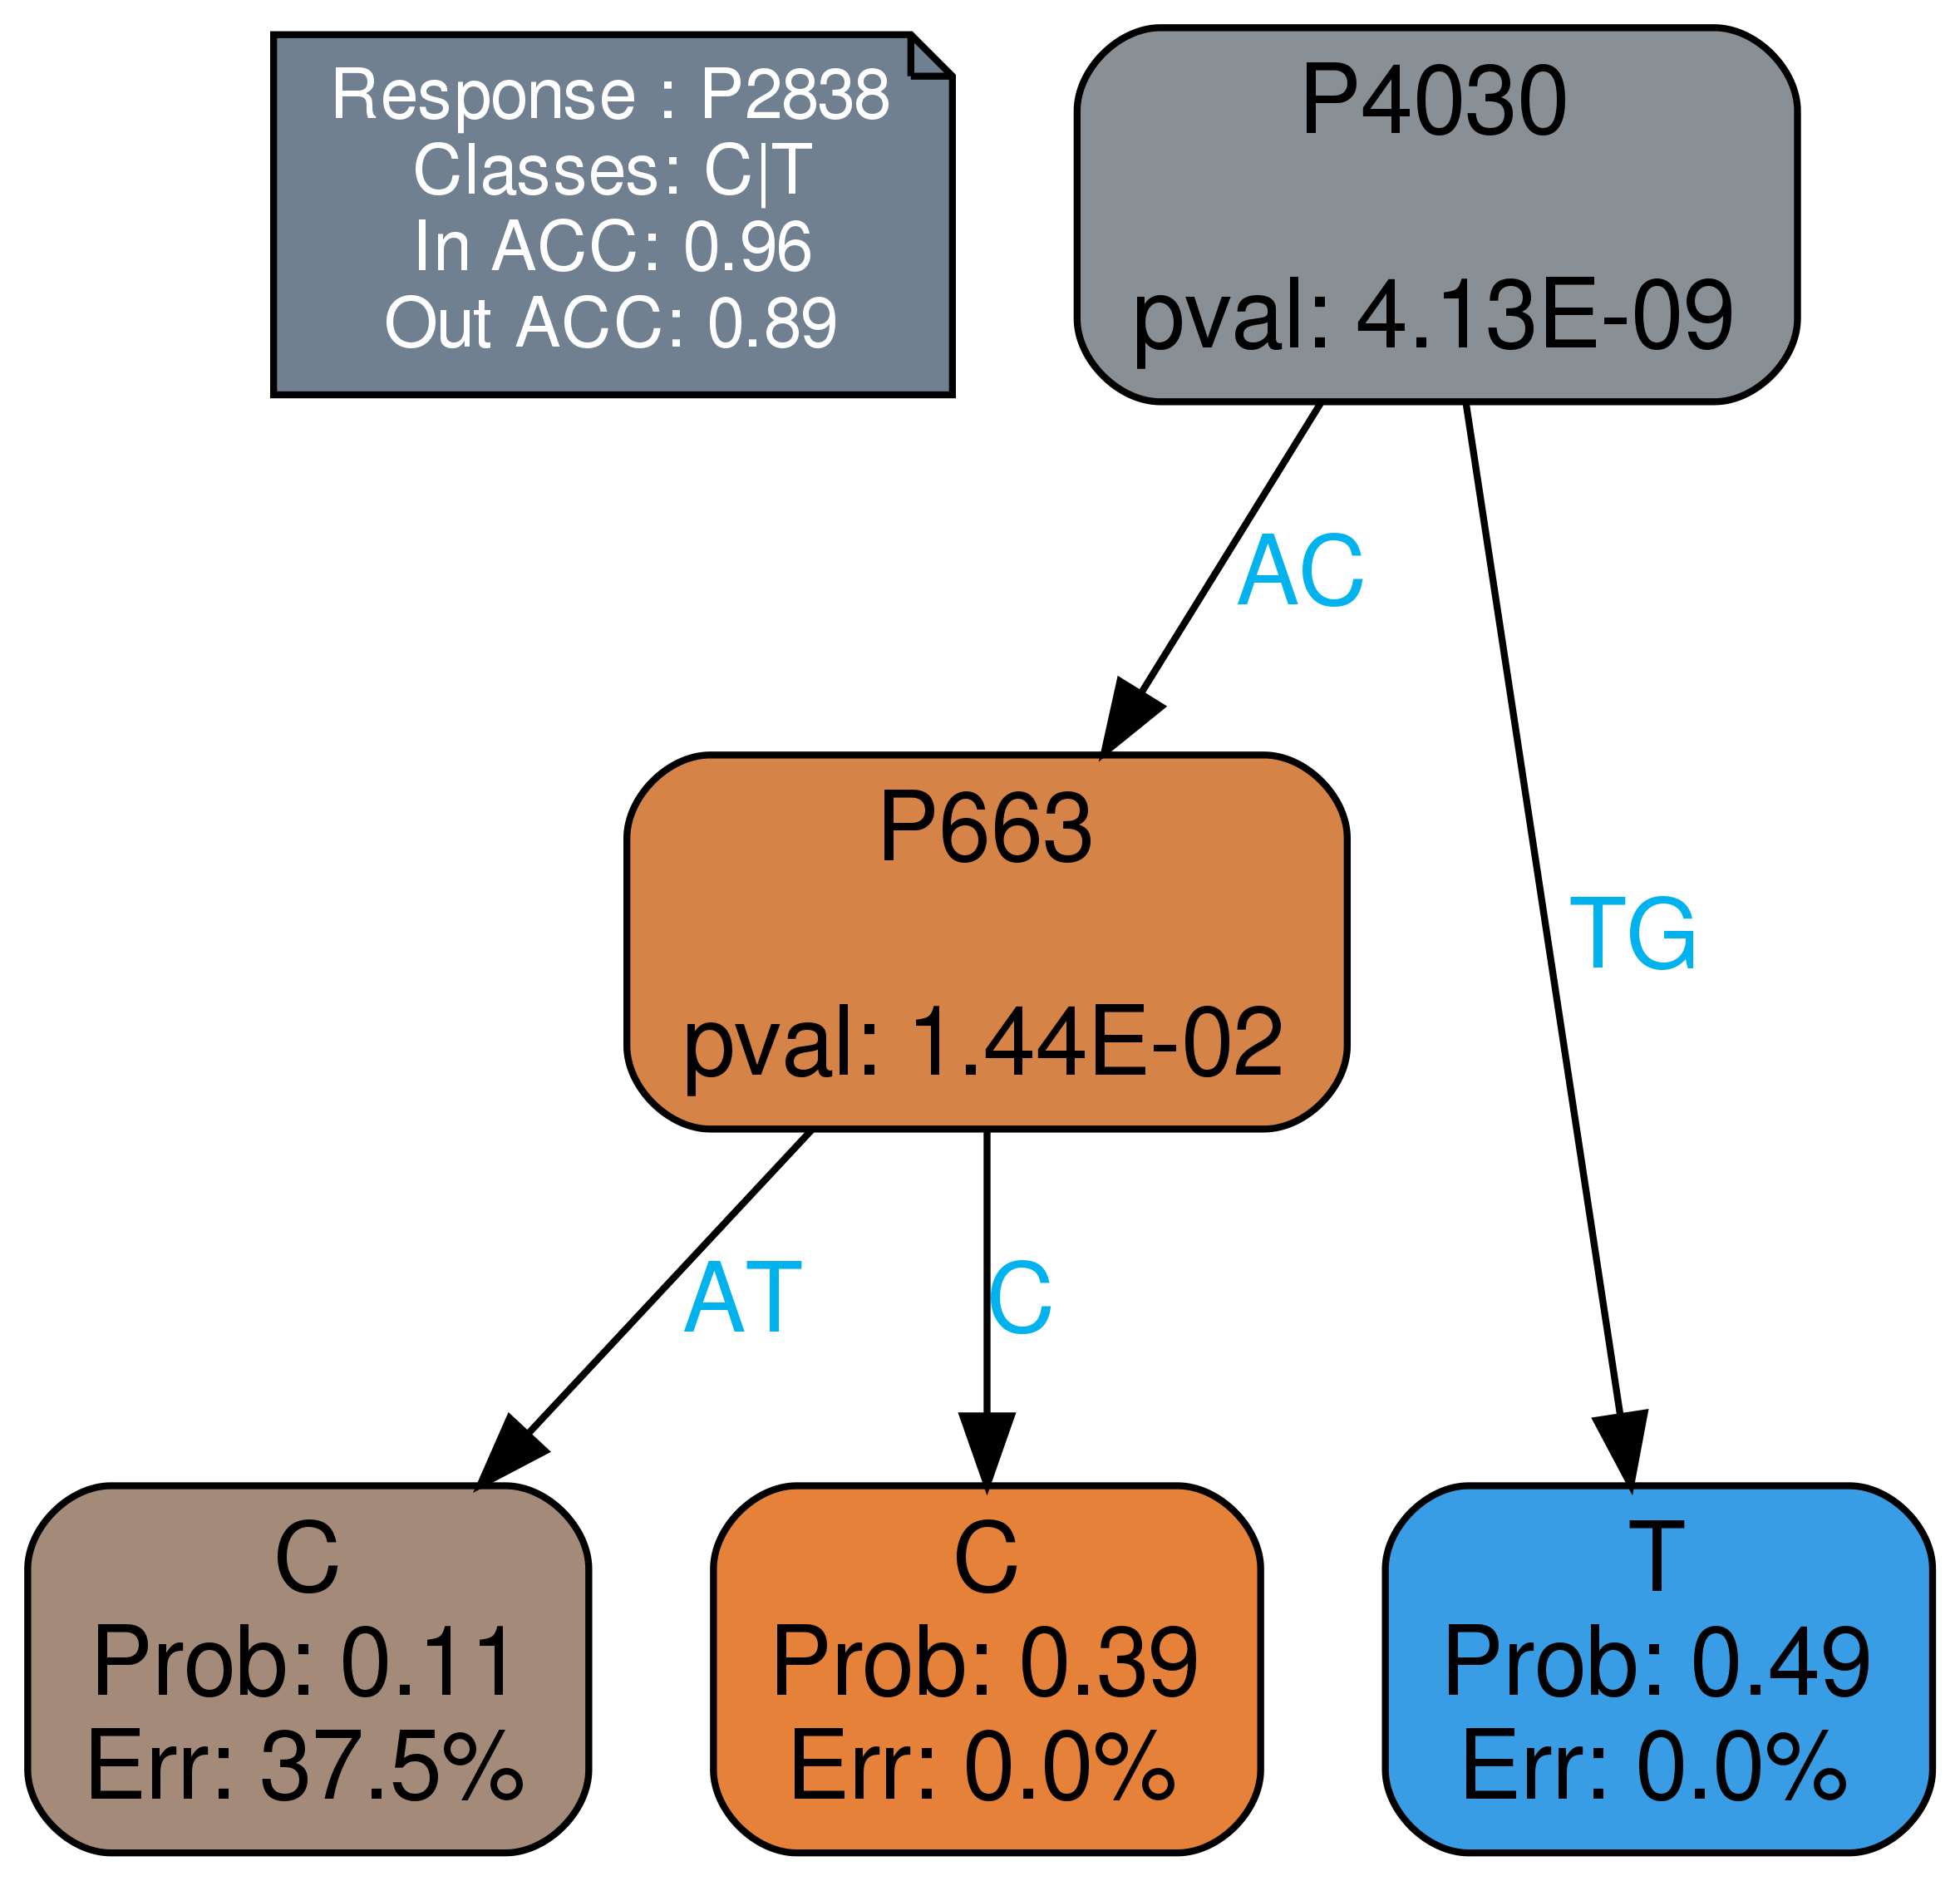 Response : P2838
Classes: C|T
In ACC: 0.96
Out ACC: 0.89
P4030
pval: 4.13E-09
AC
TG
P663
pval: 1.44E-02
AT
C
C
Prob: 0.11
Err: 37.5%
C
Prob: 0.39
Err: 0.0%
T
Prob: 0.49
Err: 0.0%